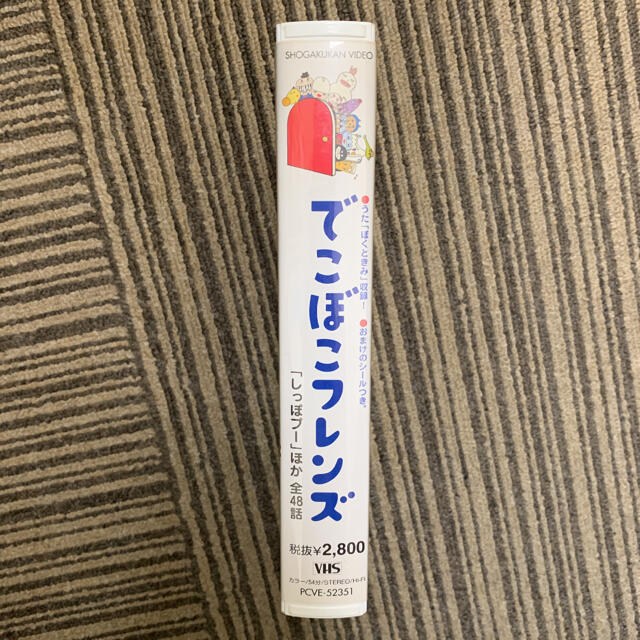 SHOGAKUKAN VIDEO
●うた「ぼくときみ」収録！ ●おまけのシールつき。
でこぼこフレンズ
「しっぽプー」ほか 全48話
税抜¥2,800
VHS
カラー/54分/STEREO/Hi-Fi
PCVE-52351